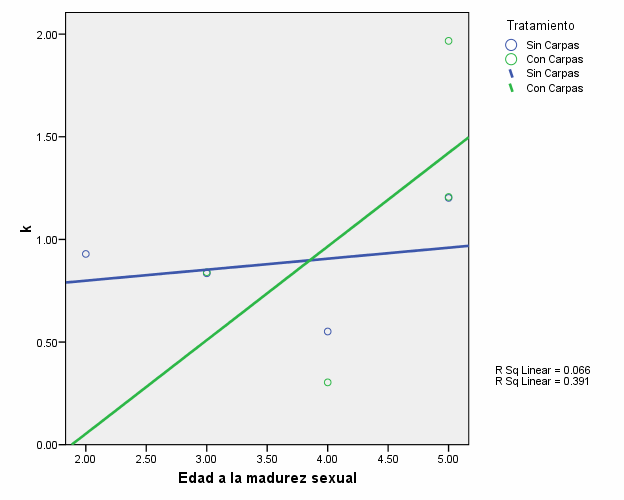 Tratamiento
Sin Carpas
Con Carpas
Sin Carpas
Con Carpas
2.00
1.50
1.00
0.50
0.00
k
2.00 2.50 3.00 3.50 4.00 4.50 5.00
Edad a la madurez sexual
R Sq Linear = 0.066
R Sq Linear = 0.391